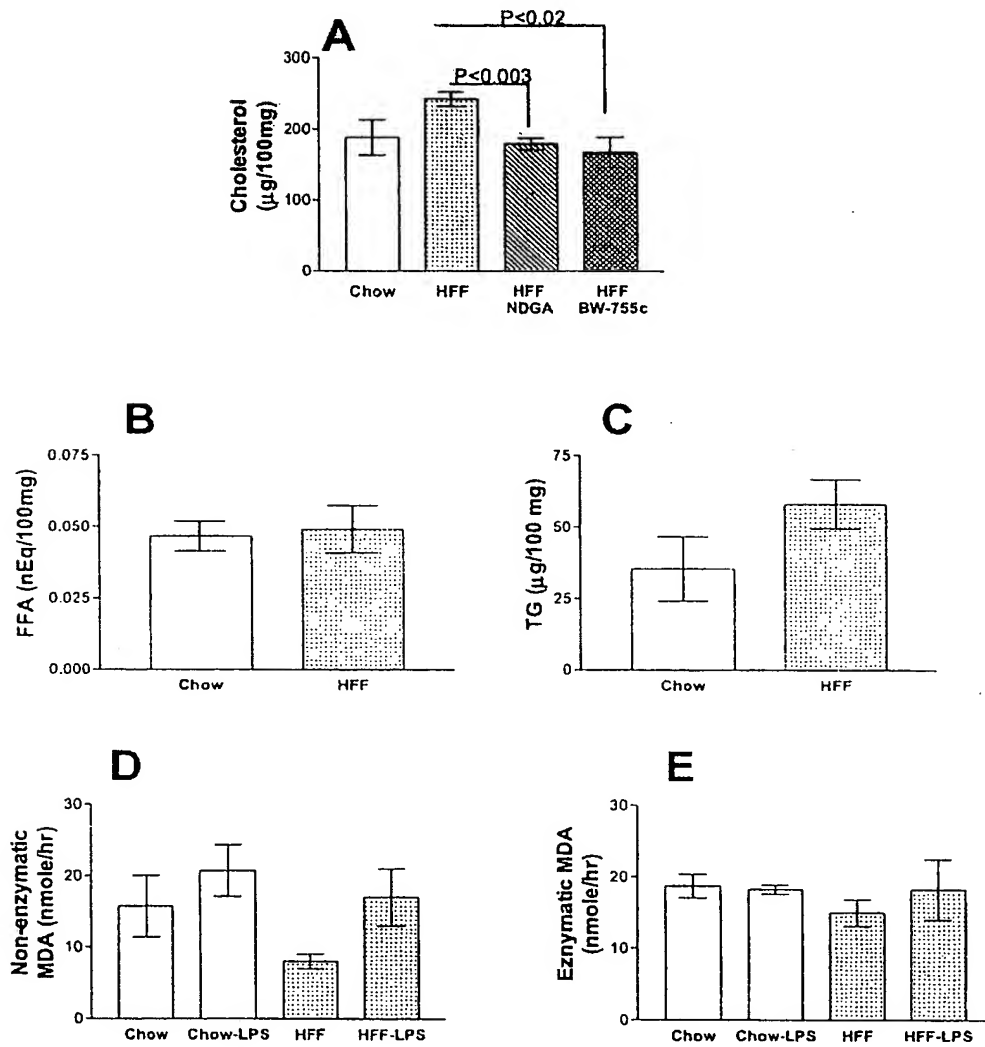 P<0.02
A
P<0.003
Cholesterol
(µg/100mg)
300
200
100
0
Chow
HFF
HFF
NDGA
HFF
BW-755c
B
FFA (nEq/100mg)
0.075
0.050
0.025
0.000
Chow
HFF
C
TG (µg/100 mg)
75
50
25
0
Chow
HFF
D
Non-enzymatic
MDA (nmole/hr)
30
20
10
0
Chow
Chow-LPS
HFF
HFF-LPS
E
Eznymatic MDA
(nmole/hr)
30
20
10
0
Chow
Chow-LPS
HFF
HFF-LPS